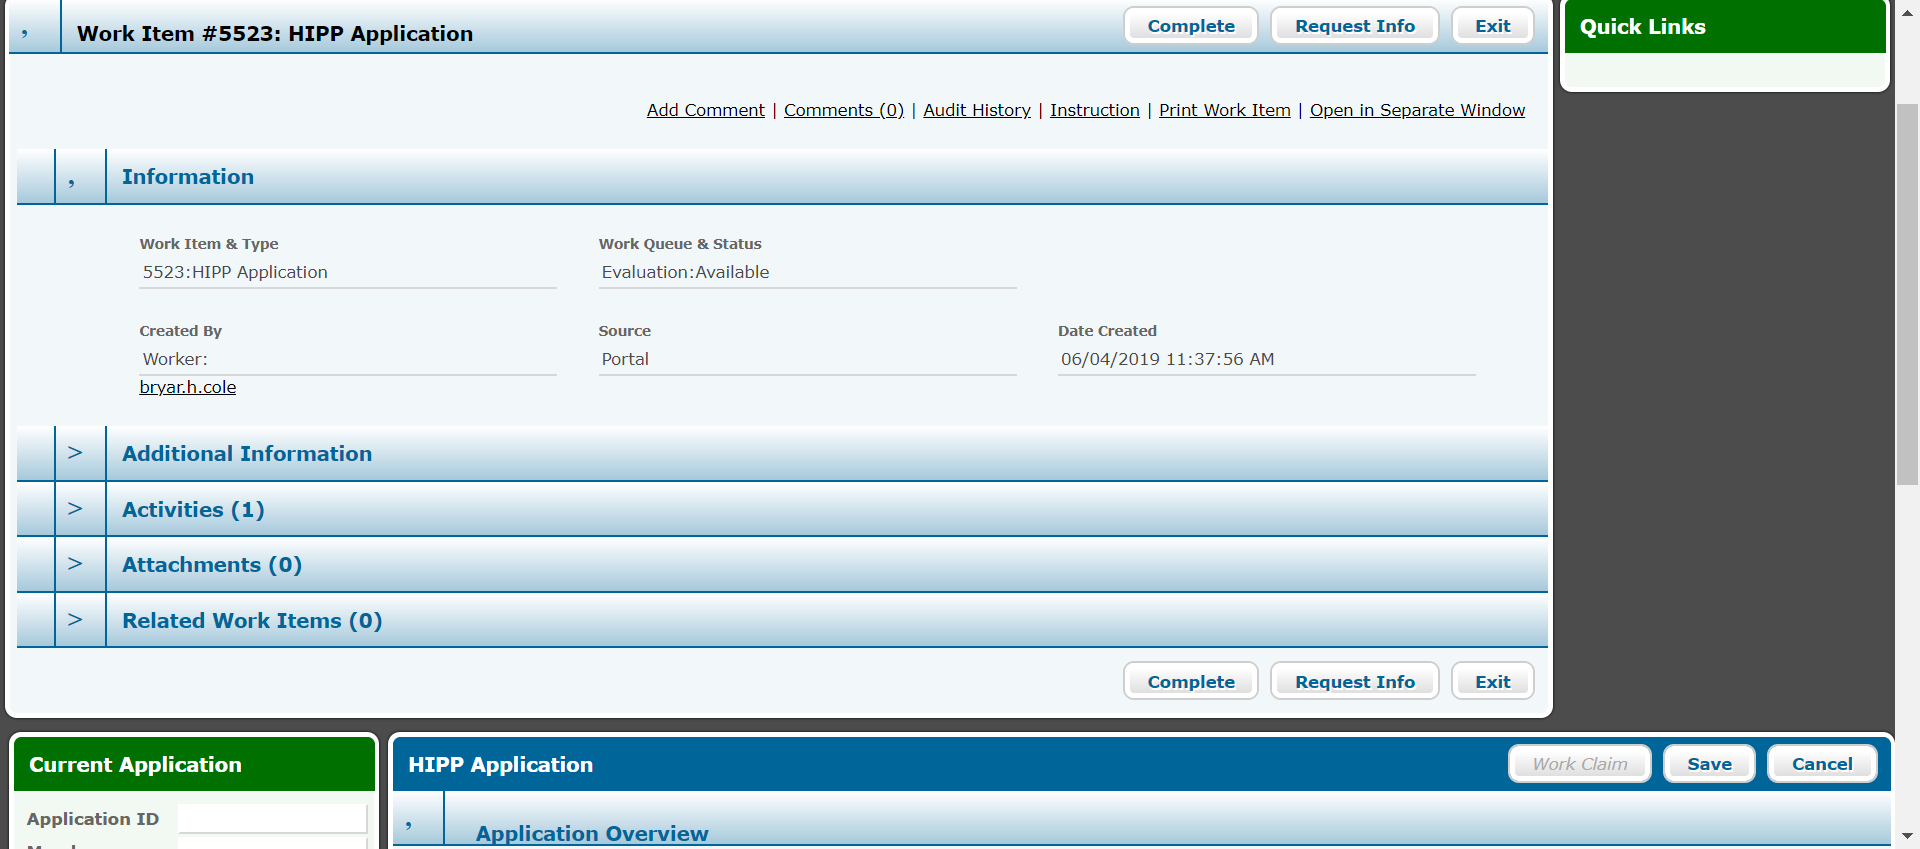 , Work Item #5523: HIPP Application Complete Request Info Exit
Quick Links
Add Comment | Comments (0) | Audit History | Instruction | Print Work Item | Open in Separate Window
, Information
Work Item & Type Work Queue & Status
5523:HIPP Application Evaluation:Available
Created By Source Date Created
Worker: Portal 06/04/2019 11:37:56 AM
bryar.h.cole
> Additional Information
> Activities (1)
> Attachments (0)
> Related Work Items (0)
Complete Request Info Exit
Current Application
HIPP Application Work Claim Save Cancel
Application ID
, Application Overview